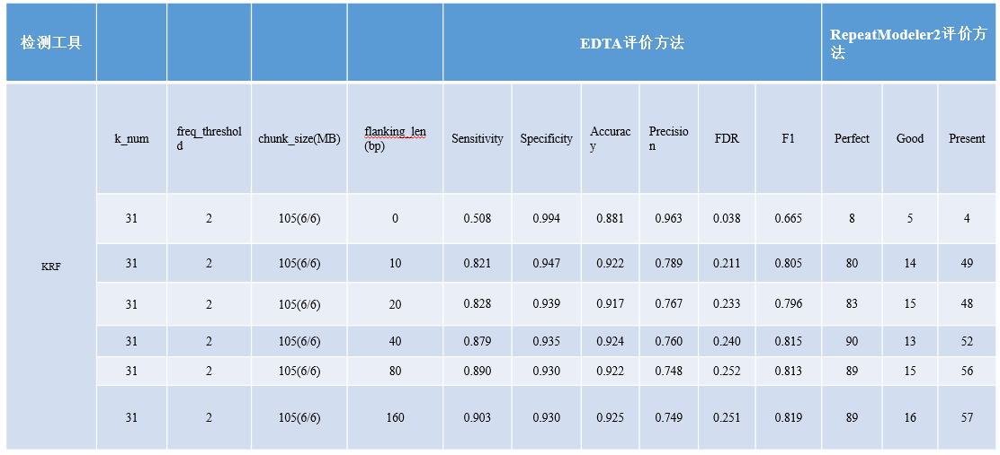 检测工具 EDTA评价方法 RepeatModeler2评价方
法
KRF
k_num freq_threshol
d chunk_size(MB) flanking_len
(bp) Sensitivity Specificity Accurac
y Precisio
n FDR F1 Perfect Good Present
31 2 105(6/6) 0 0.508 0.994 0.881 0.963 0.038 0.665 8 5 4
31 2 105(6/6) 10 0.821 0.947 0.922 0.789 0.211 0.805 80 14 49
31 2 105(6/6) 20 0.828 0.939 0.917 0.767 0.233 0.796 83 15 48
31 2 105(6/6) 40 0.879 0.935 0.924 0.760 0.240 0.815 90 13 52
31 2 105(6/6) 80 0.890 0.930 0.922 0.748 0.252 0.813 89 15 56
31 2 105(6/6) 160 0.903 0.930 0.925 0.749 0.251 0.819 89 16 57